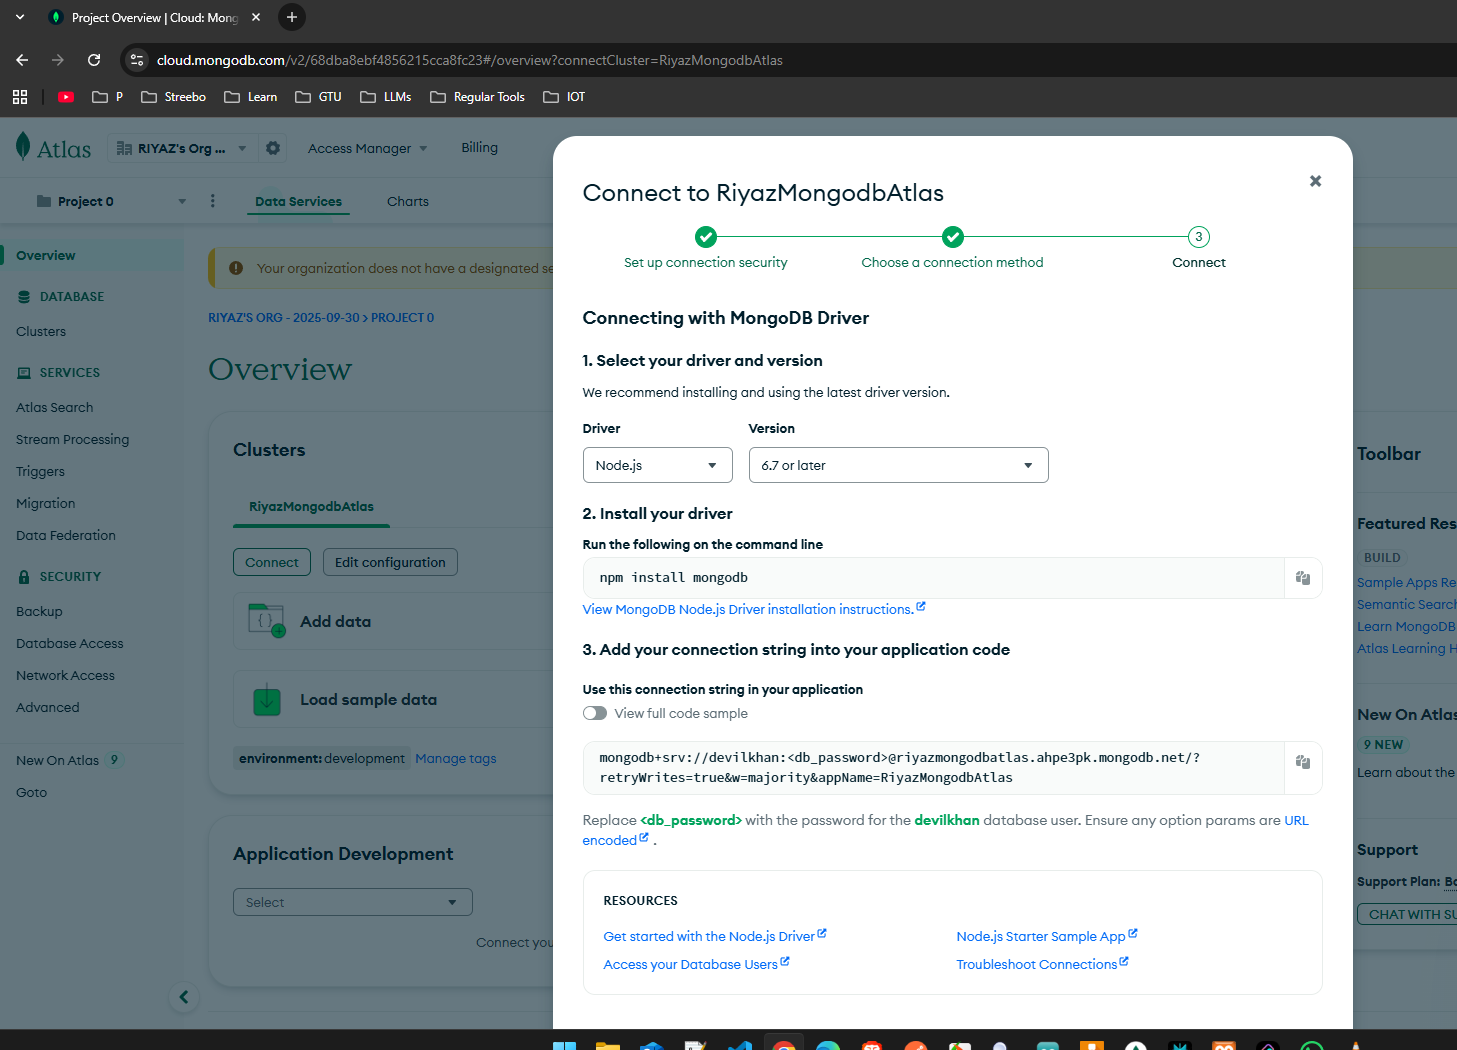 Project Overview | Cloud: Mong
cloud.mongodb.com/v2/68dba8ebf4856215cca8fc23#/overview?connectCluster=RiyazMongodbAtlas
P
Streebo
Learn
GTU
LLMs
Regular Tools
IOT
Atlas
RIYAZ's Org ...
Access Manager
Billing
Project 0
Data Services
Charts
Overview
DATABASE
Clusters
SERVICES
Atlas Search
Stream Processing
Triggers
Migration
Data Federation
SECURITY
Backup
Database Access
Network Access
Advanced
New On Atlas 9
Goto
Your organization does not have a designated se
RIYAZ'S ORG - 2025-09-30 > PROJECT 0
Overview
Clusters
RiyazMongodbAtlas
Connect
Edit configuration
Add data
Load sample data
environment: development
Manage tags
Application Development
Select
Connect you
Connect to RiyazMongodbAtlas
Set up connection security
Choose a connection method
3
Connect
Connecting with MongoDB Driver
1. Select your driver and version
We recommend installing and using the latest driver version.
Driver
Version
Node.js
6.7 or later
2. Install your driver
Run the following on the command line
npm install mongodb
View MongoDB Node.js Driver installation instructions.
3. Add your connection string into your application code
Use this connection string in your application
View full code sample
mongodb+srv://devilkhan:<db_password>@riyazmongodbatlas.ahpe3pk.mongodb.net/?
retryWrites=true&w=majority&appName=RiyazMongodbAtlas
Replace <db_password> with the password for the devilkhan database user. Ensure any option params are URL
encoded .
RESOURCES
Get started with the Node.js Driver
Node.js Starter Sample App
Access your Database Users
Troubleshoot Connections
Toolbar
Featured Res
BUILD
Sample Apps Re
Semantic Search
Learn MongoDB
Atlas Learning H
New On Atlas
9 NEW
Learn about the
Support
Support Plan: Ba
CHAT WITH SU